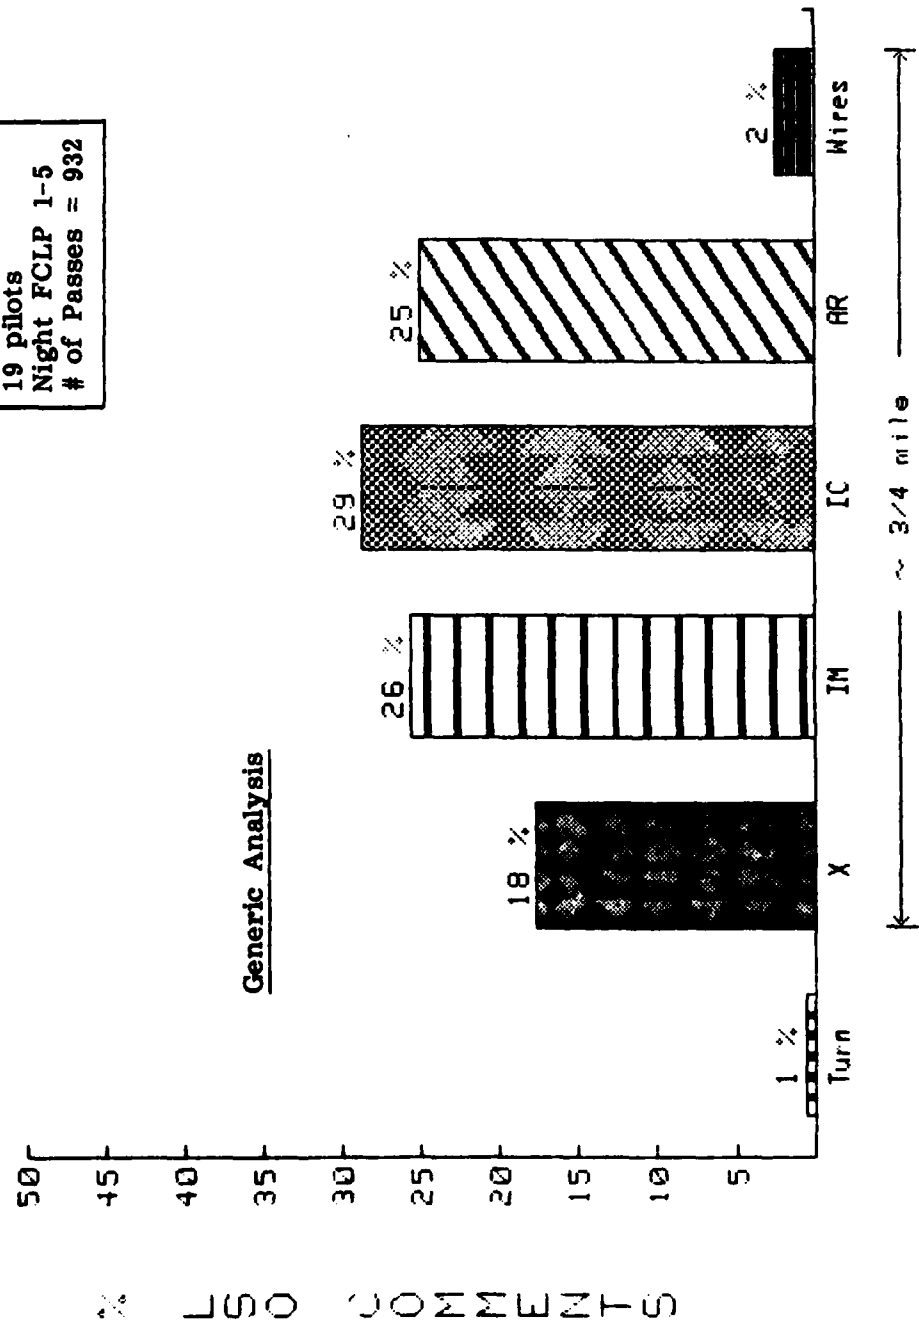 19 pilots
Night FCLP 1-5
# of Passes = 932
Generic Analysis
% LSO COMMENTS
50
45
40
35
30
25
20
15
10
5
1 %
18 %
26 %
29 %
25 %
2 %
Turn
X
IM
IC
AR
Wires
~ 3/4 mile